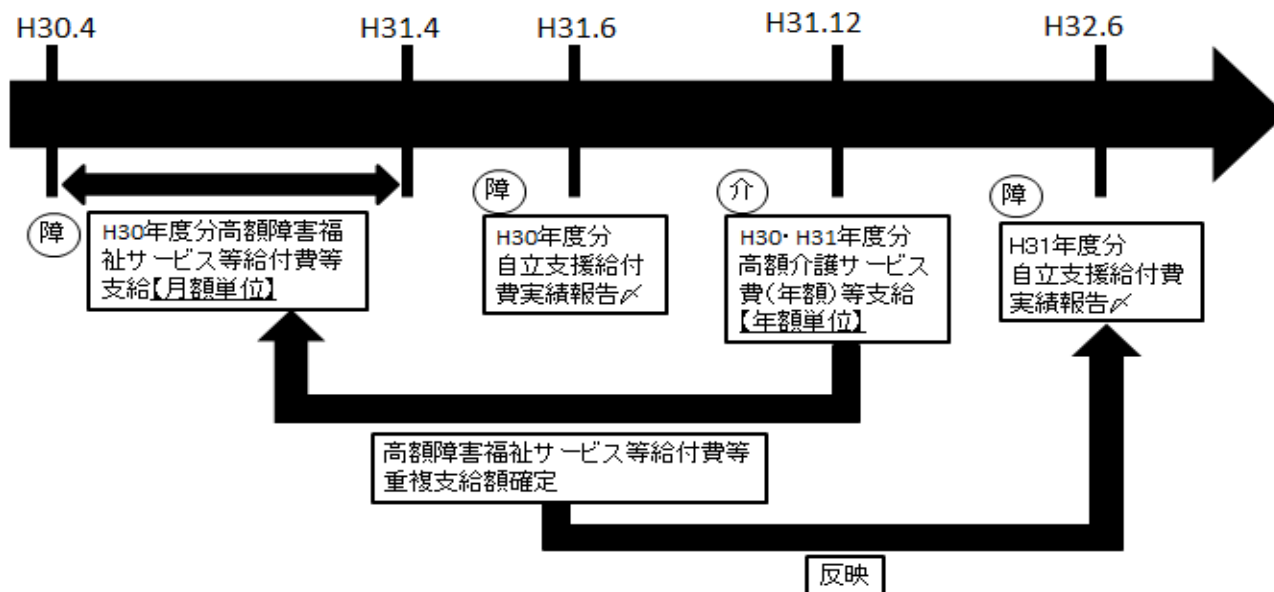 H30.4
H31.4
H31.6
H31.12
H32.6
障
H30年度分高額障害福
祉サービス等給付費等
支給【月額単位】
障
H30年度分
自立支援給付
費実績報告〆
介
H30・H31年度分
高額介護サービス
費(年額)等支給
【年額単位】
障
H31年度分
自立支援給付費
実績報告〆
高額障害福祉サービス等給付費等
重複支給額確定
反映